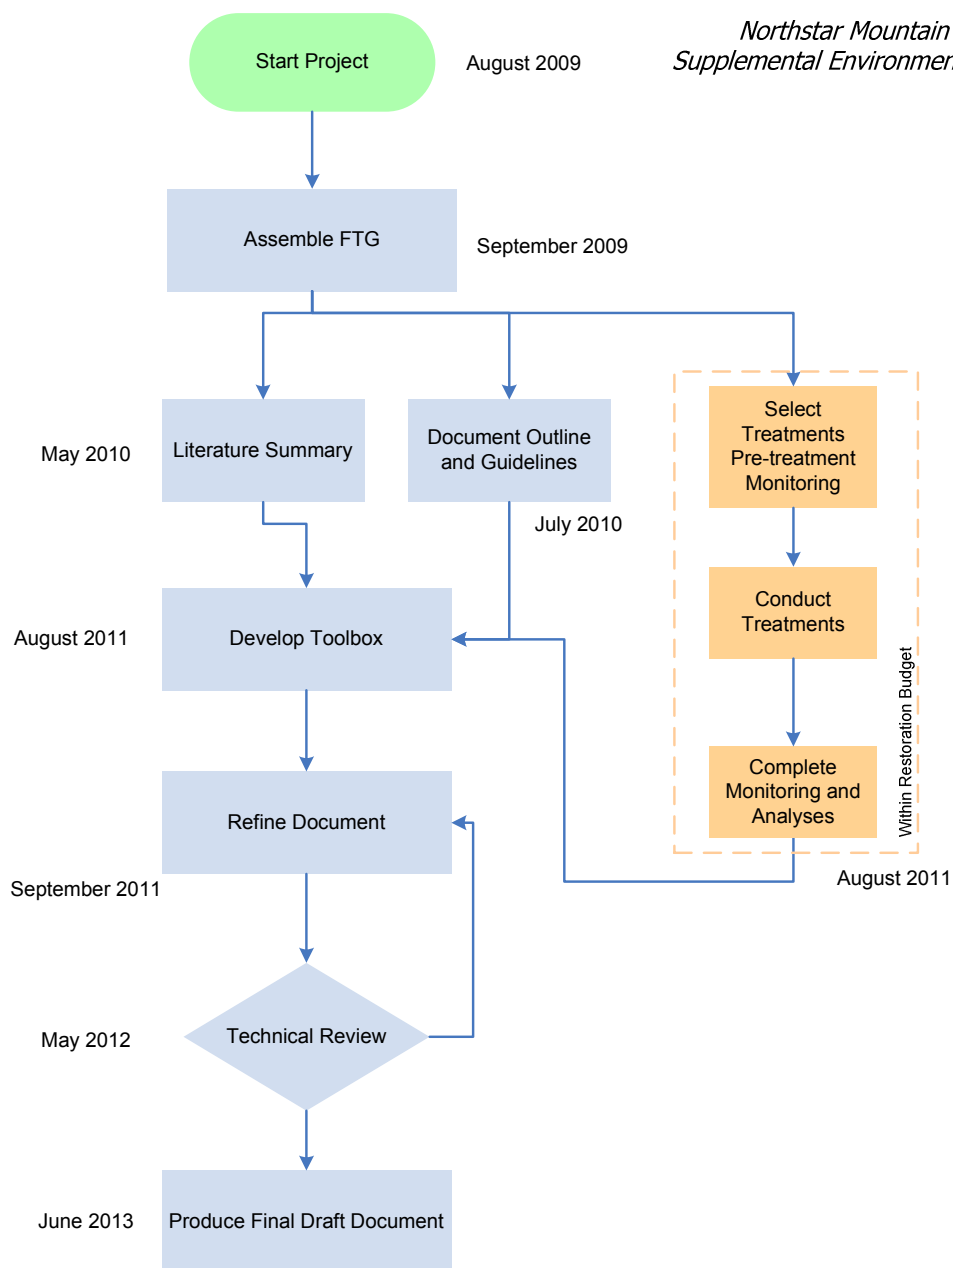 Northstar Mountain
Supplemental Environmen
Start Project
August 2009
Assemble FTG
September 2009
May 2010
Literature Summary
Document Outline
and Guidelines
July 2010
Select
Treatments
Pre-treatment
Monitoring
Conduct
Treatments
Complete
Monitoring and
Analyses
Within Restoration Budget
August 2011
August 2011
Develop Toolbox
Refine Document
September 2011
May 2012
Technical Review
June 2013
Produce Final Draft Document